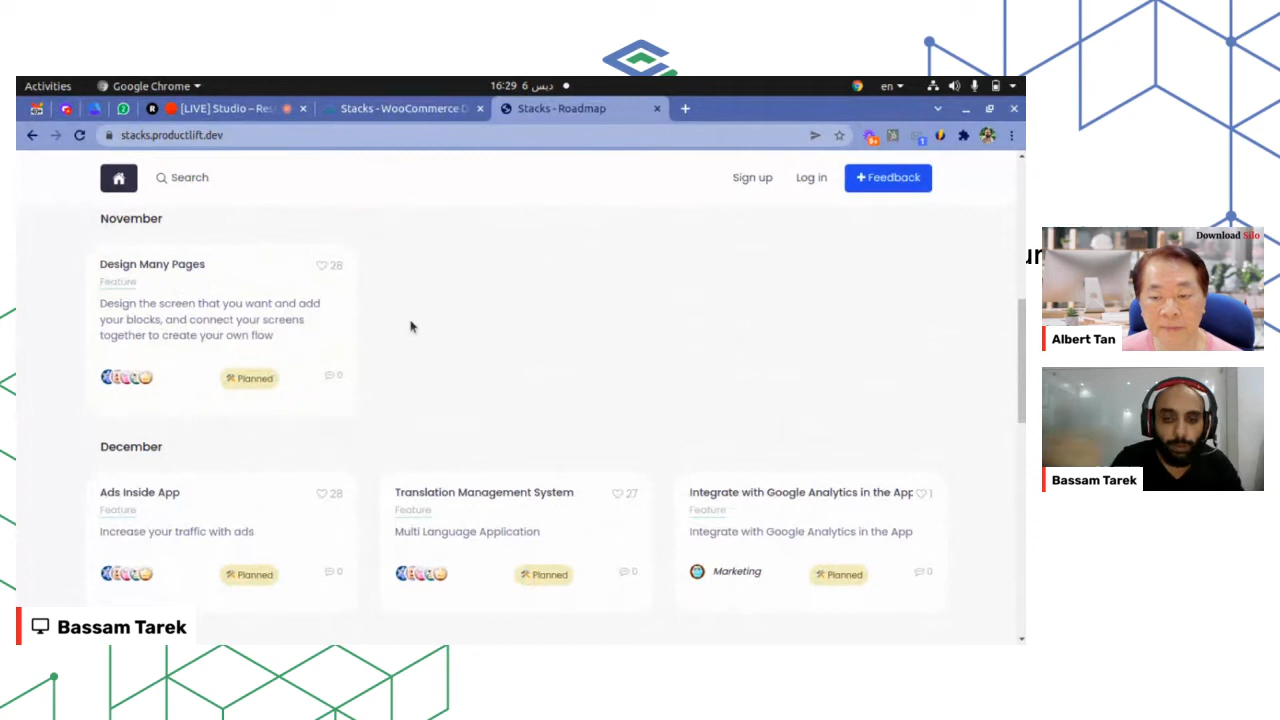 Activities
Google Chrome
16:29 6 ديس
en
[LIVE] Studio – Res
Stacks - WooCommerce D
Stacks - Roadmap
stacks.productlift.dev
Search
Sign up
Log in
+ Feedback
November
Design Many Pages
28
Feature
Design the screen that you want and add
your blocks, and connect your screens
together to create your own flow
Planned
0
December
Ads Inside App
28
Feature
Increase your traffic with ads
Planned
0
Translation Management System
27
Feature
Multi Language Application
Planned
0
Integrate with Google Analytics in the App
1
Feature
Integrate with Google Analytics in the App
Marketing
Planned
0
Bassam Tarek
Download Silo
Albert Tan
Bassam Tarek